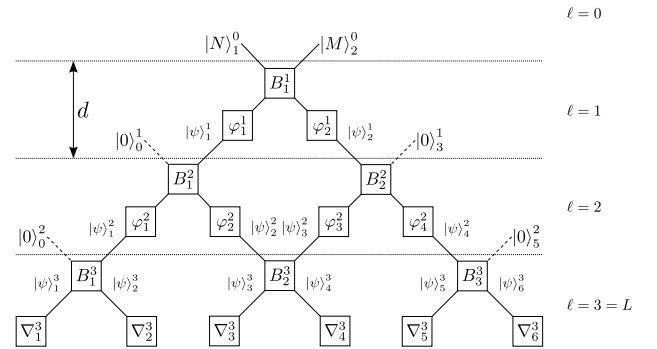 ℓ = 0
|N⟩₁⁰ |M⟩₂⁰
B₁¹
d |0⟩₀¹ |ψ⟩₁¹ φ₁¹ φ₂¹ |ψ⟩₂¹ |0⟩₃¹ ℓ = 1
B₁² B₂²
|0⟩₀² |ψ⟩₁² φ₁² φ₂² |ψ⟩₂² |ψ⟩₃² φ₃² φ₄² |ψ⟩₄² |0⟩₅² ℓ = 2
|ψ⟩₁³ B₁³ |ψ⟩₂³ |ψ⟩₃³ B₂³ |ψ⟩₄³ |ψ⟩₅³ B₃³ |ψ⟩₆³
∇₁³ ∇₂³ ∇₃³ ∇₄³ ∇₅³ ∇₆³ ℓ = 3 = L